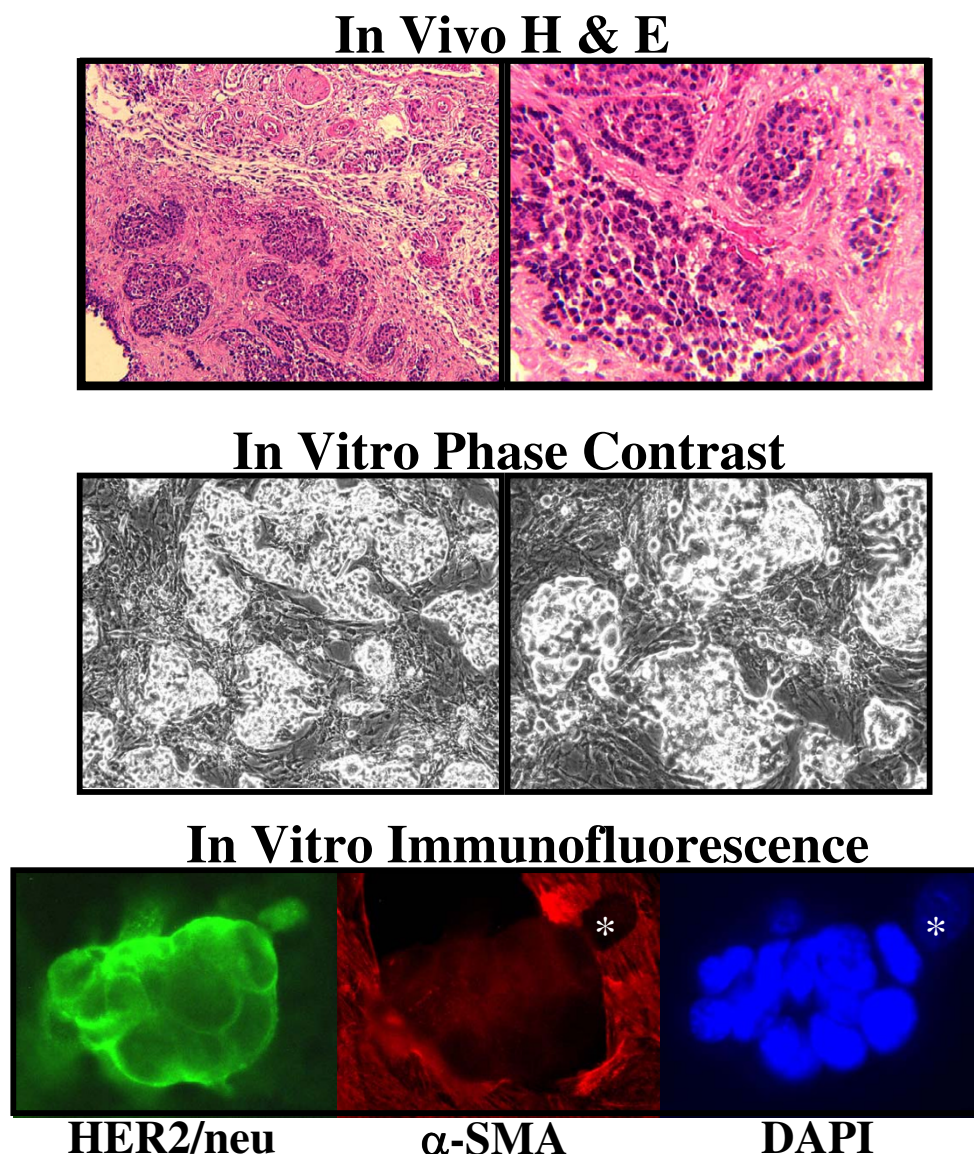 In Vivo H & E
In Vitro Phase Contrast
In Vitro Immunofluorescence
* *
HER2/neu α-SMA DAPI